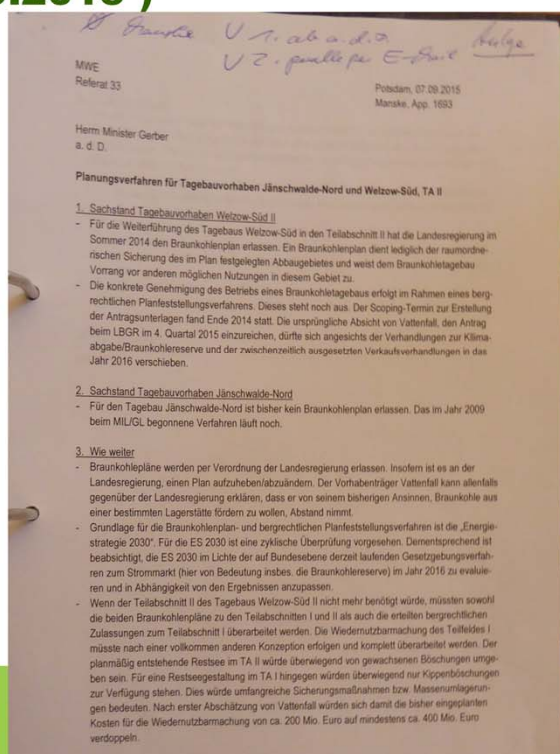 .2015 )
V 1. ab a.d.D.
V 2. parallel per E-Mail
MWE
Referat 33
Potsdam, 07.09.2015
Manske, App. 1693
Herrn Minister Gerber
a. d. D.
Planungsverfahren für Tagebauvorhaben Jänschwalde-Nord und Welzow-Süd, TA II
1. Sachstand Tagebauvorhaben Welzow-Süd II
- Für die Weiterführung des Tagebaus Welzow-Süd in den Teilabschnitt II hat die Landesregierung im
Sommer 2014 den Braunkohlenplan erlassen. Ein Braunkohlenplan dient lediglich der raumordne-
rischen Sicherung des im Plan festgelegten Abbaugebietes und weist dem Braunkohletagebau
Vorrang vor anderen möglichen Nutzungen in diesem Gebiet zu.
- Die konkrete Genehmigung des Betriebs eines Braunkohletagebaus erfolgt im Rahmen eines berg-
rechtlichen Planfeststellungsverfahrens. Dieses steht noch aus. Der Scoping-Termin zur Erstellung
der Antragsunterlagen fand Ende 2014 statt. Die ursprüngliche Absicht von Vattenfall, den Antrag
beim LBGR im 4. Quartal 2015 einzureichen, dürfte sich angesichts der Verhandlungen zur Klima-
abgabe/Braunkohlereserve und der zwischenzeitlich ausgesetzten Verkaufsverhandlungen in das
Jahr 2016 verschieben.
2. Sachstand Tagebauvorhaben Jänschwalde-Nord
- Für den Tagebau Jänschwalde-Nord ist bisher kein Braunkohlenplan erlassen. Das im Jahr 2009
beim MIL/GL begonnene Verfahren läuft noch.
3. Wie weiter
- Braunkohlepläne werden per Verordnung der Landesregierung erlassen. Insofern ist es an der
Landesregierung, einen Plan aufzuheben/abzuändern. Der Vorhabenträger Vattenfall kann allenfalls
gegenüber der Landesregierung erklären, dass er von seinem bisherigen Ansinnen, Braunkohle aus
einer bestimmten Lagerstätte fördern zu wollen, Abstand nimmt.
- Grundlage für die Braunkohlenplan- und bergrechtlichen Planfeststellungsverfahren ist die „Energie-
strategie 2030“. Für die ES 2030 ist eine zyklische Überprüfung vorgesehen. Dementsprechend ist
beabsichtigt, die ES 2030 im Lichte der auf Bundesebene derzeit laufenden Gesetzgebungsverfah-
ren zum Strommarkt (hier von Bedeutung insbes. die Braunkohlereserve) im Jahr 2016 zu evaluie-
ren und in Abhängigkeit von den Ergebnissen anzupassen.
- Wenn der Teilabschnitt II des Tagebaus Welzow-Süd II nicht mehr benötigt würde, müssten sowohl
die beiden Braunkohlenpläne zu den Teilabschnitten I und II als auch die erteilten bergrechtlichen
Zulassungen zum Teilabschnitt I überarbeitet werden. Die Wiedernutzbarmachung des Teilfeldes I
müsste nach einer vollkommen anderen Konzeption erfolgen und komplett überarbeitet werden. Der
planmäßig entstehende Restsee im TA II würde überwiegend von gewachsenen Böschungen umge-
ben sein. Für eine Restseegestaltung im TA I hingegen würden überwiegend nur Kippenböschungen
zur Verfügung stehen. Dies würde umfangreiche Sicherungsmaßnahmen bzw. Massenumlagerun-
gen bedeuten. Nach erster Abschätzung von Vattenfall würden sich damit die bisher eingeplanten
Kosten für die Wiedernutzbarmachung von ca. 200 Mio. Euro auf mindestens ca. 400 Mio. Euro
verdoppeln.